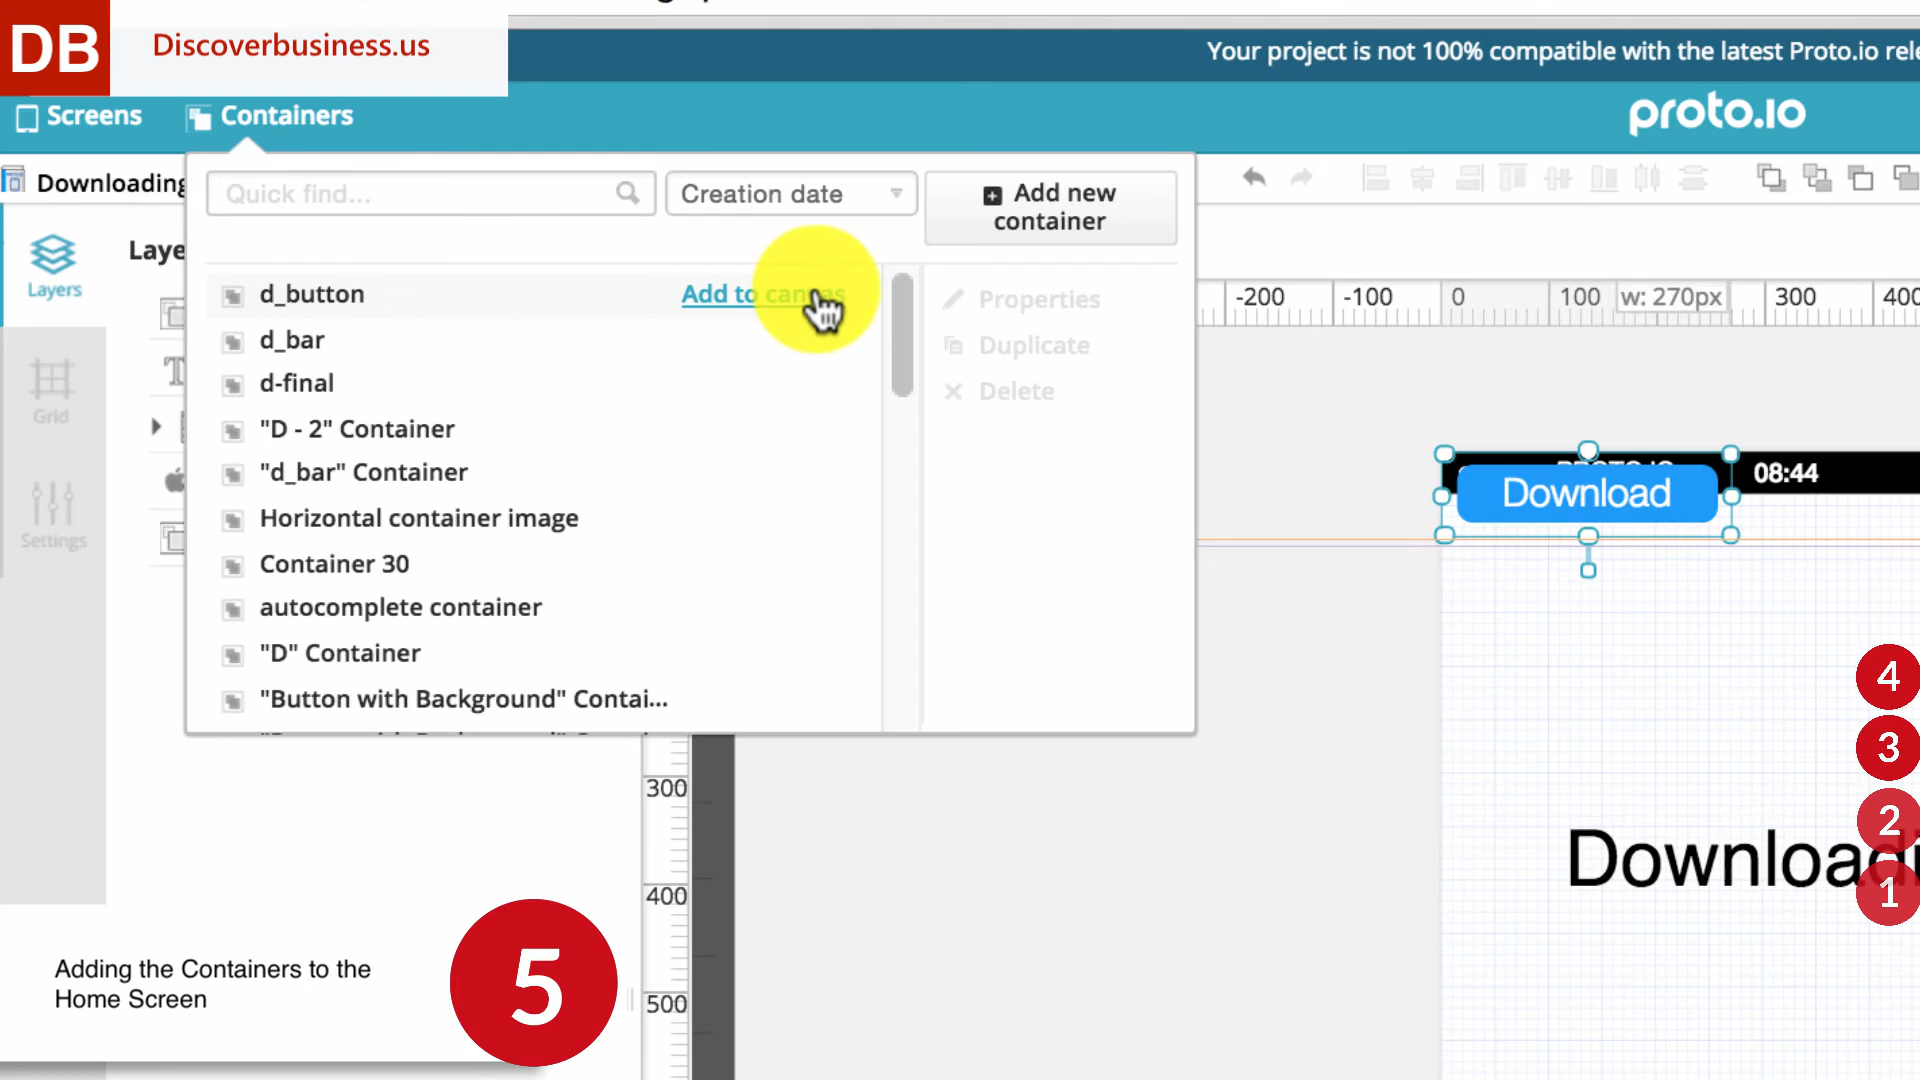 DB
Discoverbusiness.us
Your project is not 100% compatible with the latest Proto.io rele
Screens
Containers
proto.io
Downloading
Quick find...
Creation date
Add new
container
Layers
Laye
d_button
Add to canvas
d_bar
d-final
"D - 2" Container
"d_bar" Container
Horizontal container image
Container 30
autocomplete container
"D" Container
"Button with Background" Contai...
Properties
Duplicate
Delete
Grid
Settings
-200
-100
0
100
w: 270px
300
400
PROTO.IO
08:44
Download
300
400
500
Downloadi
4
3
2
1
Adding the Containers to the
Home Screen
5